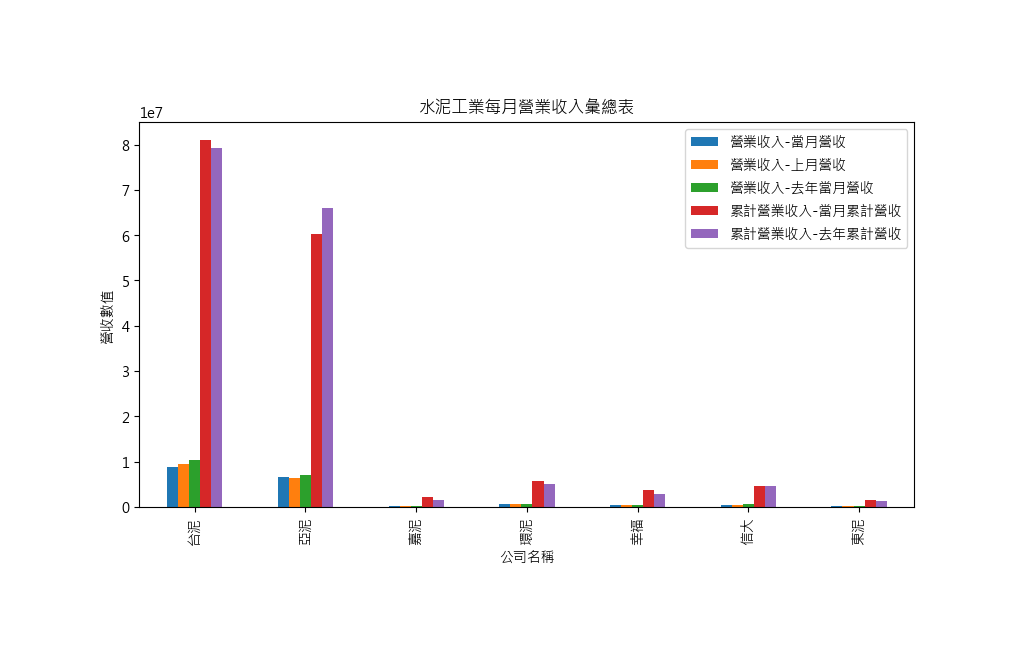 水泥工業每月營業收入彙總表
1e7
營業收入-當月營收
營業收入-上月營收
營業收入-去年當月營收
累計營業收入-當月累計營收
累計營業收入-去年累計營收
8
7
6
5
4
3
2
1
0
營收數值
台泥
亞泥
嘉泥
環泥
幸福
信大
東泥
公司名稱